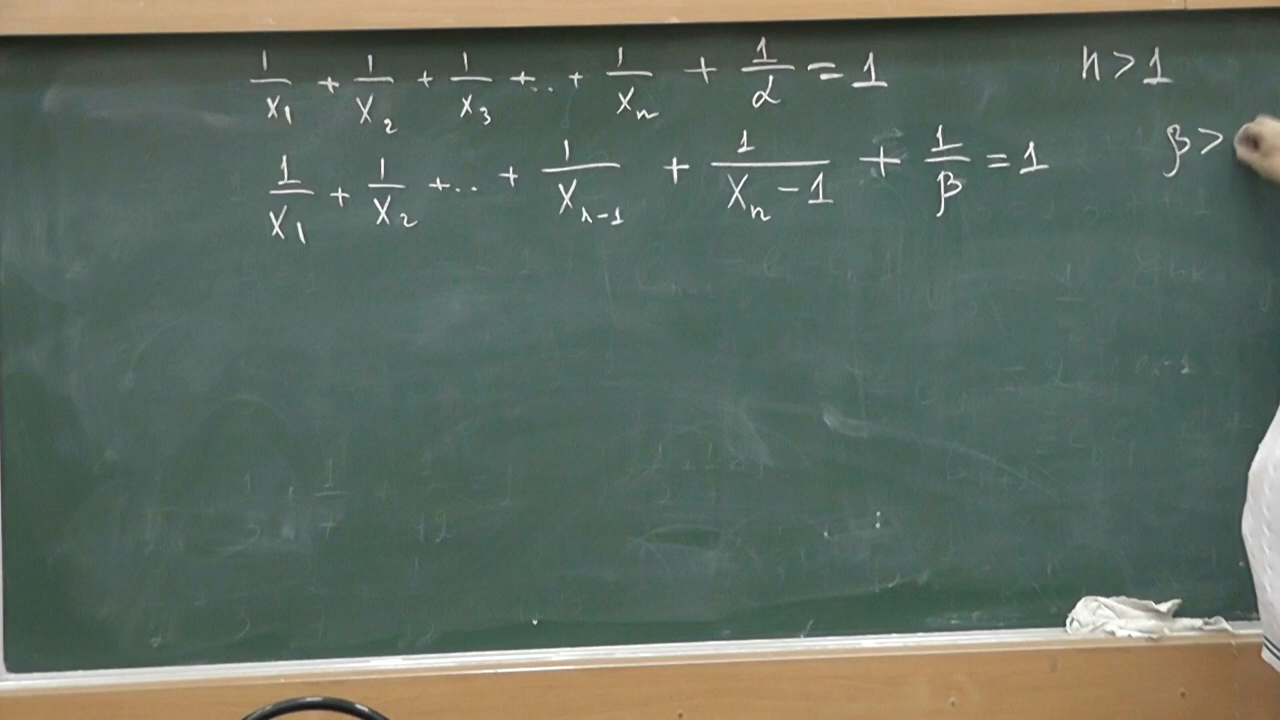 1/x₁ + 1/x₂ + 1/x₃ + .. + 1/xₙ + 1/α = 1 n > 1
1/x₁ + 1/x₂ + .. + 1/xₙ₋₁ + 1/(xₙ - 1) + 1/β = 1 β >